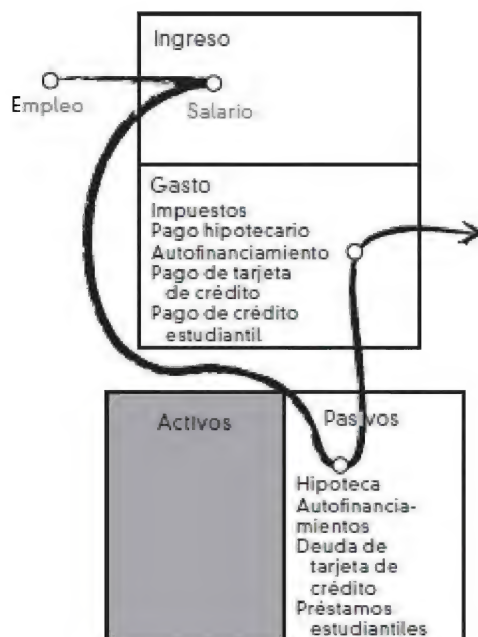 Ingreso
Empleo
Salario
Gasto
Impuestos
Pago hipotecario
Autofinanciamiento
Pago de tarjeta
de crédito
Pago de crédito
estudiantil
Activos
Pasivos
Hipoteca
Autofinancia-
mientos
Deuda de
tarjeta de
crédito
Préstamos
estudiantiles